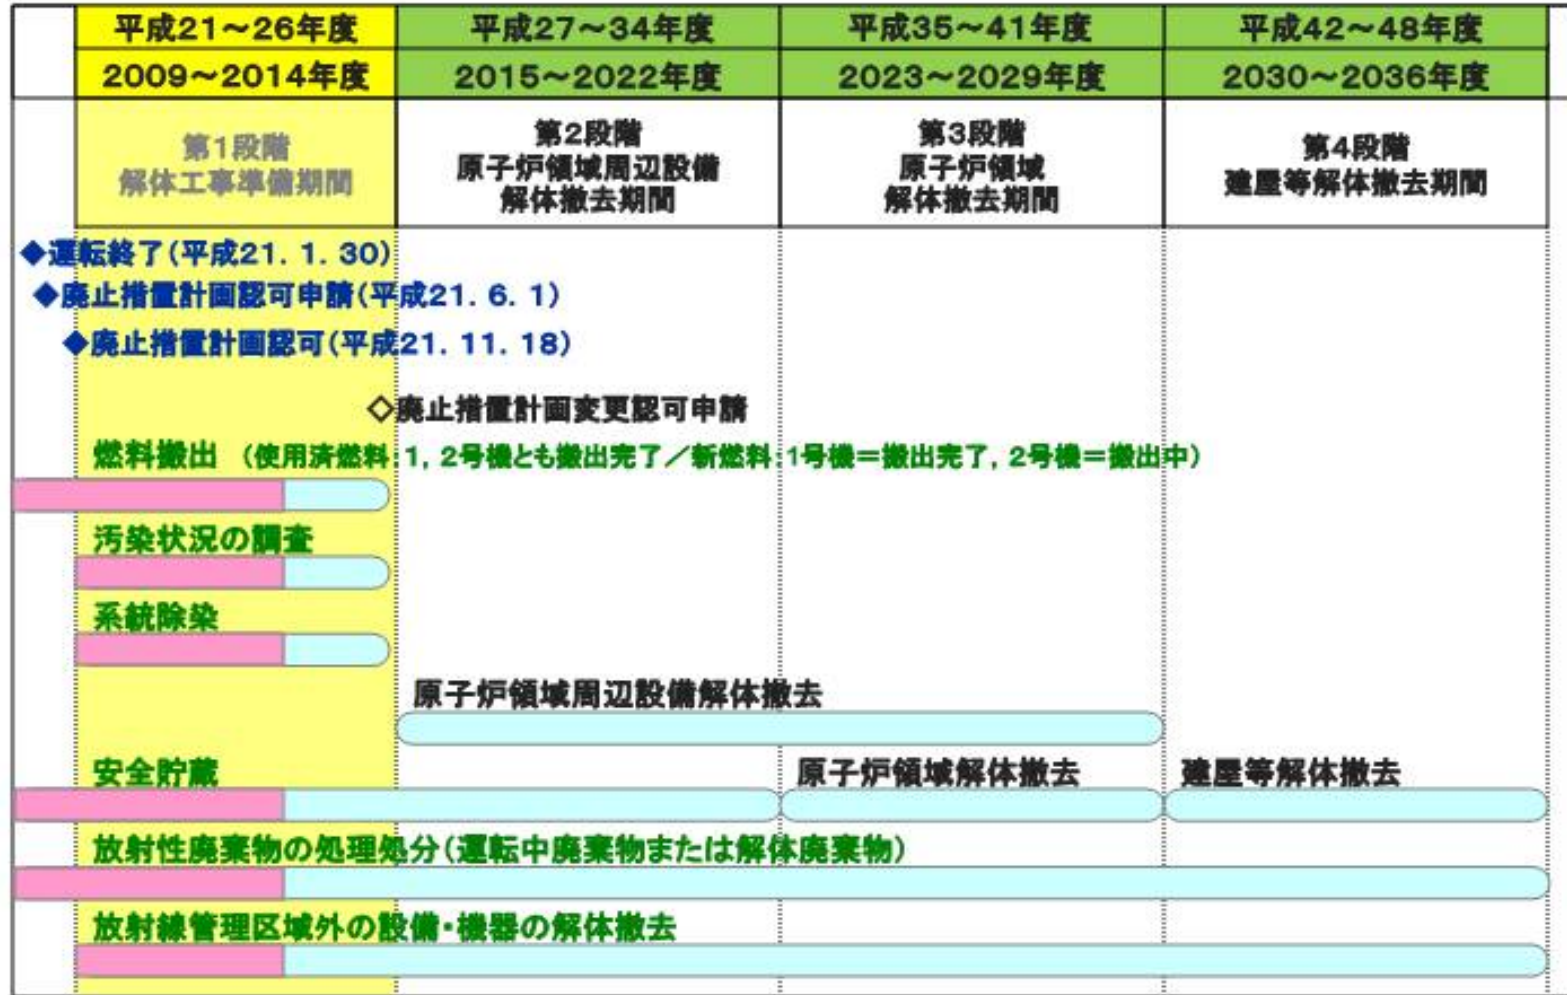 平成21～26年度 平成27～34年度 平成35～41年度 平成42～48年度
2009～2014年度 2015～2022年度 2023～2029年度 2030～2036年度
第1段階
解体工事準備期間
第2段階
原子炉領域周辺設備
解体撤去期間
第3段階
原子炉領域
解体撤去期間
第4段階
建屋等解体撤去期間
◆運転終了(平成21. 1. 30)
◆廃止措置計画認可申請(平成21. 6. 1)
◆廃止措置計画認可(平成21. 11. 18)
◇廃止措置計画変更認可申請
燃料搬出 (使用済燃料:1, 2号機とも搬出完了／新燃料:1号機＝搬出完了, 2号機＝搬出中)
汚染状況の調査
系統除染
原子炉領域周辺設備解体撤去
安全貯蔵 原子炉領域解体撤去 建屋等解体撤去
放射性廃棄物の処理処分(運転中廃棄物または解体廃棄物)
放射線管理区域外の設備・機器の解体撤去